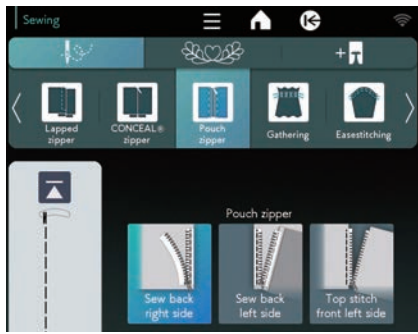 Sewing
Lapped
zipper
CONCEAL®
zipper
Pouch
zipper
Gathering
Easestitching
Pouch zipper
Sew back
right side
Sew back
left side
Top stitch
front left side